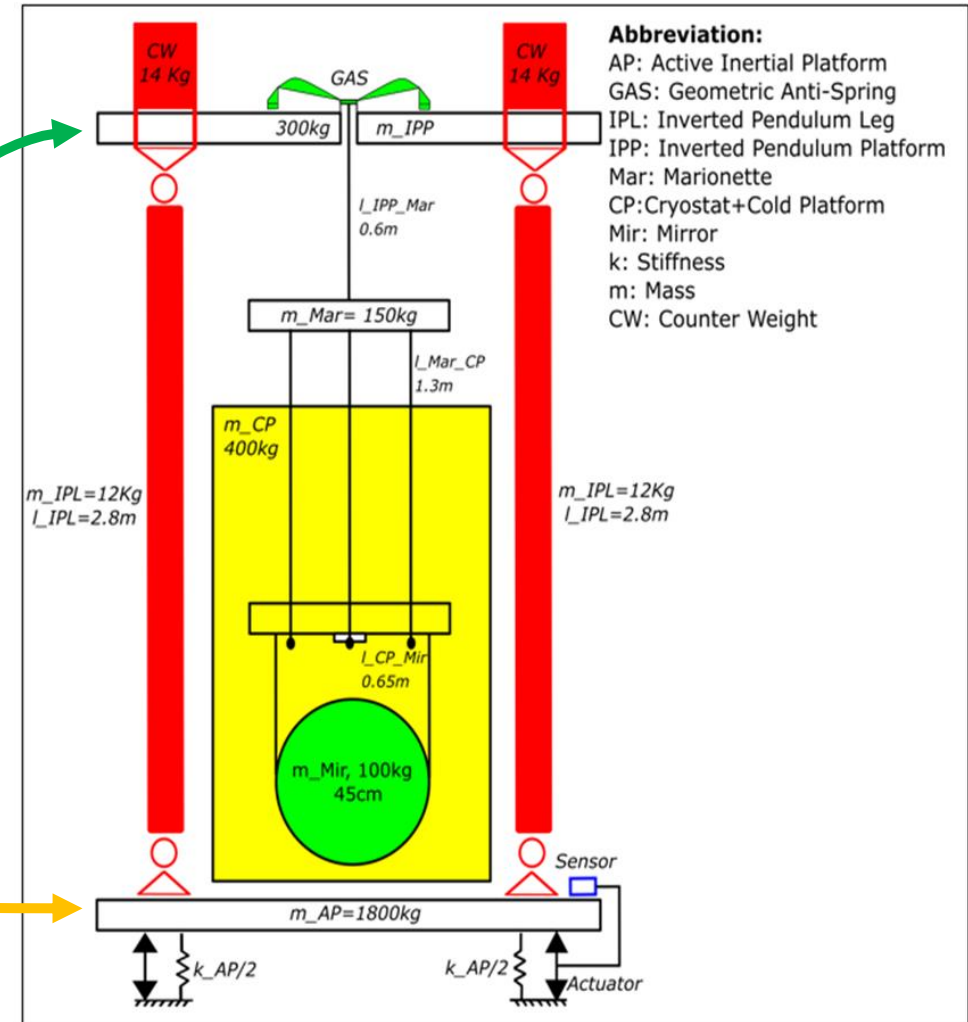 CW
14 Kg
GAS
CW
14 Kg
300kg
m_IPP
l_IPP_Mar
0.6m
m_Mar= 150kg
l_Mar_CP
1.3m
m_CP
400kg
m_IPL=12Kg
l_IPL=2.8m
m_IPL=12Kg
l_IPL=2.8m
l_CP_Mir
0.65m
m_Mir, 100kg
45cm
Sensor
m_AP=1800kg
k_AP/2
k_AP/2
Actuator
Abbreviation:
AP: Active Inertial Platform
GAS: Geometric Anti-Spring
IPL: Inverted Pendulum Leg
IPP: Inverted Pendulum Platform
Mar: Marionette
CP:Cryostat+Cold Platform
Mir: Mirror
k: Stiffness
m: Mass
CW: Counter Weight